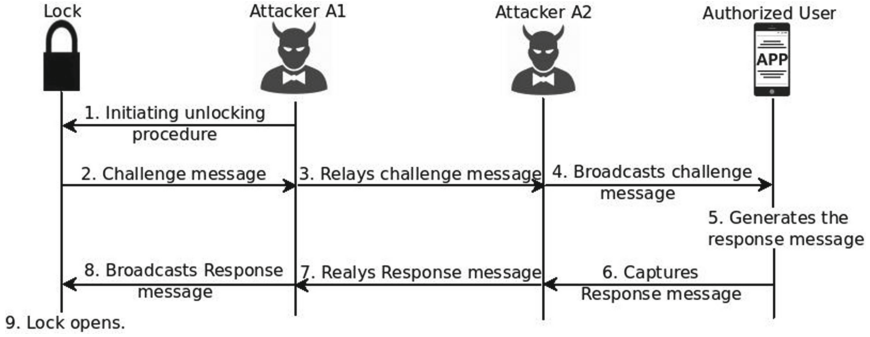 Lock
Attacker A1
Attacker A2
Authorized User
APP
1. Initiating unlocking
procedure
2. Challenge message
3. Relays challenge message
4. Broadcasts challenge
message
5. Generates the
response message
8. Broadcasts Response
message
7. Realys Response message
6. Captures
Response message
9. Lock opens.